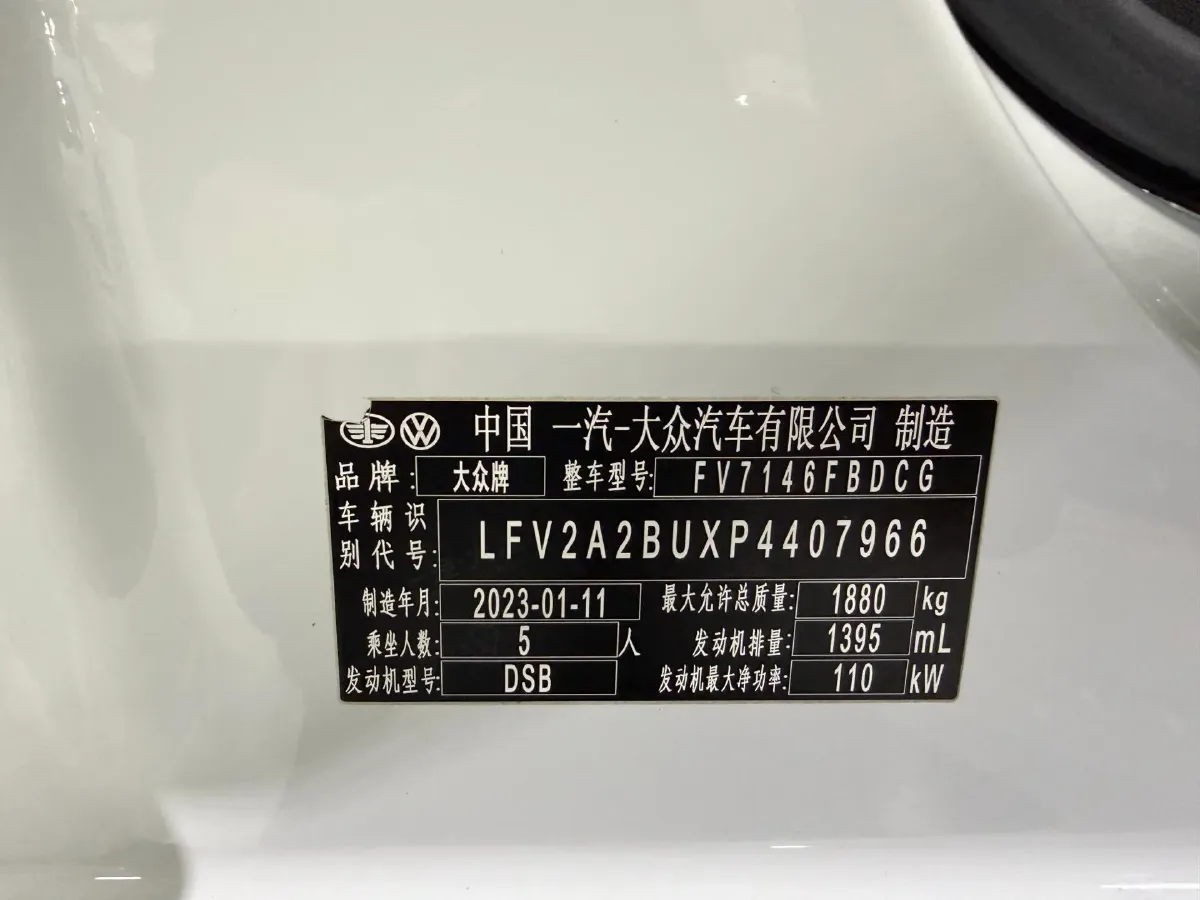 中国 一汽-大众汽车有限公司 制造
品牌: 大众牌 整车型号: FV7146FBDCG
车辆识别代号: LFV2A2BUXP4407966
制造年月: 2023-01-11 最大允许总质量: 1880 kg
乘坐人数: 5 人 发动机排量: 1395 mL
发动机型号: DSB 发动机最大净功率: 110 kW